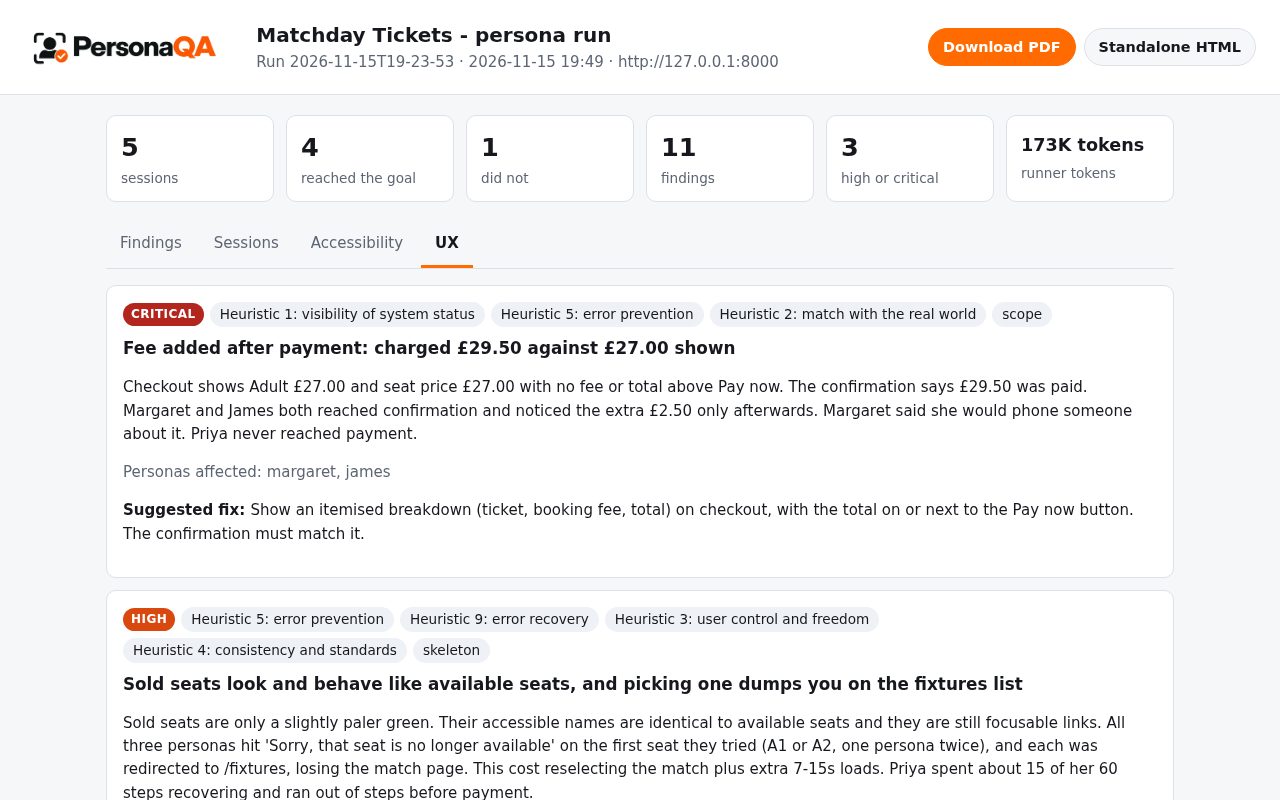 PersonaQA
Matchday Tickets - persona run
Run 2026-11-15T19-23-53 · 2026-11-15 19:49 · http://127.0.0.1:8000
Download PDF
Standalone HTML
5
sessions
4
reached the goal
1
did not
11
findings
3
high or critical
173K tokens
runner tokens
Findings
Sessions
Accessibility
UX
CRITICAL
Heuristic 1: visibility of system status
Heuristic 5: error prevention
Heuristic 2: match with the real world
scope
Fee added after payment: charged £29.50 against £27.00 shown
Checkout shows Adult £27.00 and seat price £27.00 with no fee or total above Pay now. The confirmation says £29.50 was paid.
Margaret and James both reached confirmation and noticed the extra £2.50 only afterwards. Margaret said she would phone someone
about it. Priya never reached payment.
Personas affected: margaret, james
Suggested fix: Show an itemised breakdown (ticket, booking fee, total) on checkout, with the total on or next to the Pay now button.
The confirmation must match it.
HIGH
Heuristic 5: error prevention
Heuristic 9: error recovery
Heuristic 3: user control and freedom
Heuristic 4: consistency and standards
skeleton
Sold seats look and behave like available seats, and picking one dumps you on the fixtures list
Sold seats are only a slightly paler green. Their accessible names are identical to available seats and they are still focusable links. All
three personas hit 'Sorry, that seat is no longer available' on the first seat they tried (A1 or A2, one persona twice), and each was
redirected to /fixtures, losing the match page. This cost reselecting the match plus extra 7-15s loads. Priya spent about 15 of her 60
steps recovering and ran out of steps before payment.